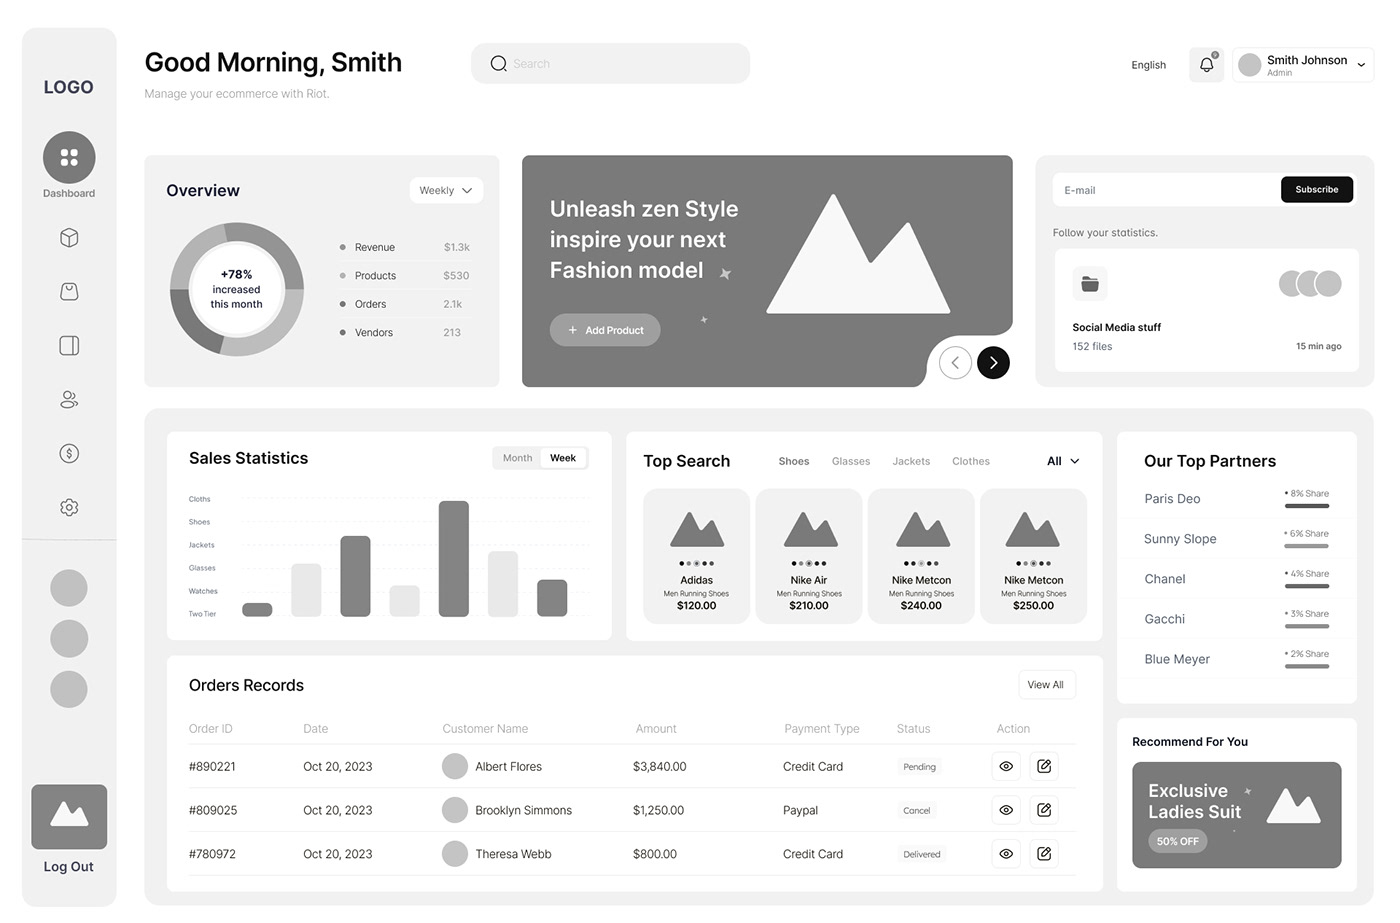 LOGO
Dashboard
Log Out
Good Morning, Smith
Manage your ecommerce with Riot.
Search
English
Smith Johnson
Admin
Overview
Weekly
+78%
increased
this month
Revenue $1.3k
Products $530
Orders 2.1k
Vendors 213
Unleash zen Style
inspire your next
Fashion model
+ Add Product
E-mail
Subscribe
Follow your statistics.
Social Media stuff
152 files
15 min ago
Sales Statistics
Month Week
Cloths
Shoes
Jackets
Glasses
Watches
Two Tier
Top Search
Shoes Glasses Jackets Clothes
All
Adidas
Men Running Shoes
$120.00
Nike Air
Men Running Shoes
$210.00
Nike Metcon
Men Running Shoes
$240.00
Nike Metcon
Men Running Shoes
$250.00
Our Top Partners
Paris Deo • 8% Share
Sunny Slope • 6% Share
Chanel • 4% Share
Gacchi • 3% Share
Blue Meyer • 2% Share
Orders Records
View All
Order ID Date Customer Name Amount Payment Type Status Action
#890221 Oct 20, 2023 Albert Flores $3,840.00 Credit Card Pending
#809025 Oct 20, 2023 Brooklyn Simmons $1,250.00 Paypal Cancel
#780972 Oct 20, 2023 Theresa Webb $800.00 Credit Card Delivered
Recommend For You
Exclusive
Ladies Suit
50% OFF